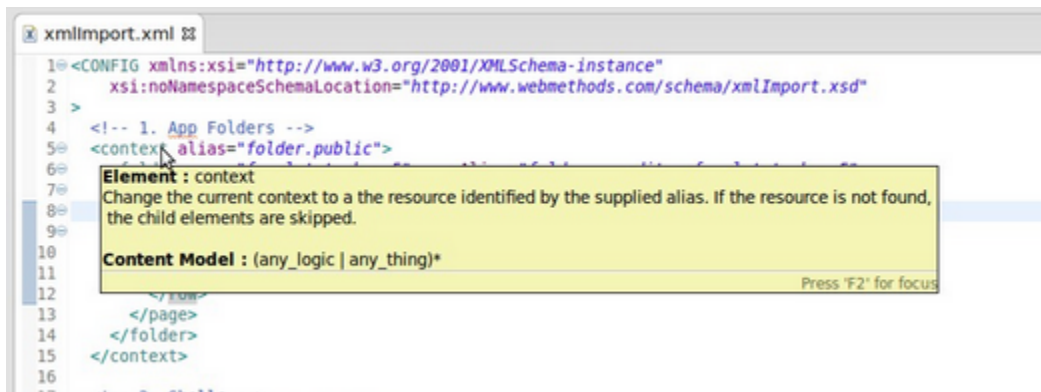 xmlImport.xml
1 <CONFIG xmlns:xsi="http://www.w3.org/2001/XMLSchema-instance"
2 xsi:noNamespaceSchemaLocation="http://www.webmethods.com/schema/xmlImport.xsd"
3 >
4 <!-- 1. App Folders -->
5 <context alias="folder.public">
6
Element : context
7
Change the current context to a the resource identified by the supplied alias. If the resource is not found,
8
the child elements are skipped.
9
10
Content Model : (any_logic | any_thing)*
11
Press 'F2' for focus
12 </row>
13 </page>
14 </folder>
15 </context>
16